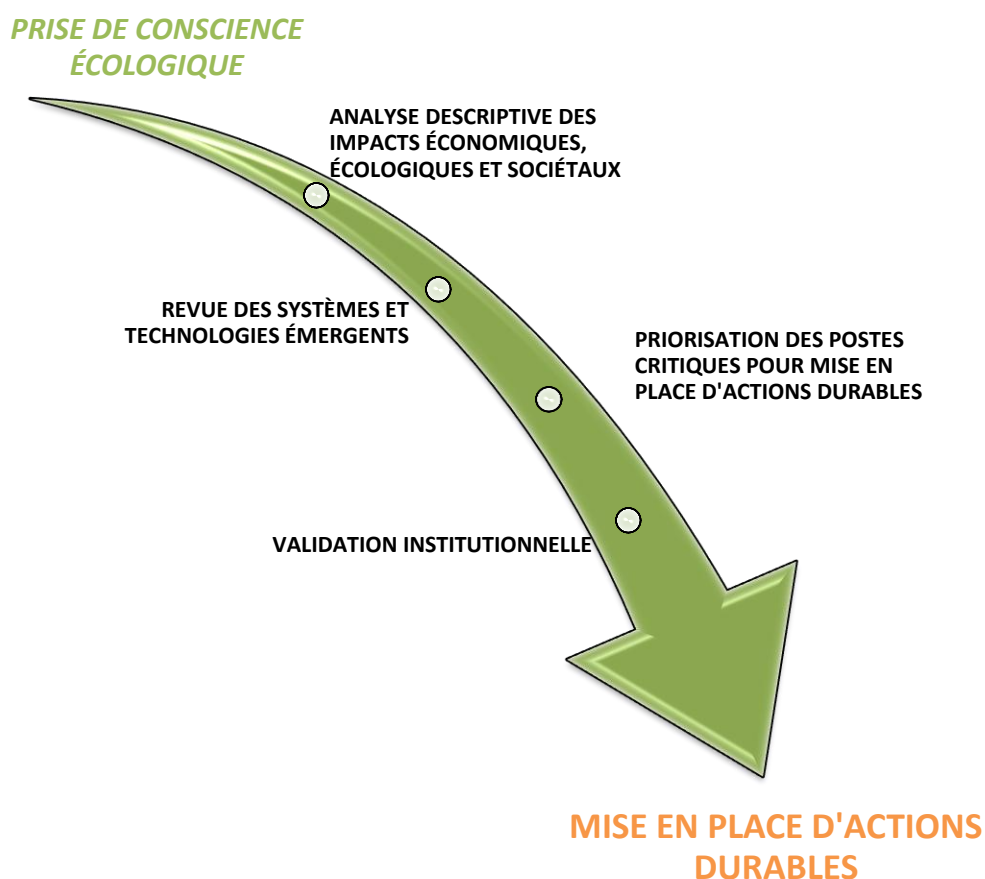 PRISE DE CONSCIENCE
ÉCOLOGIQUE
ANALYSE DESCRIPTIVE DES
IMPACTS ÉCONOMIQUES,
ÉCOLOGIQUES ET SOCIÉTAUX
REVUE DES SYSTÈMES ET
TECHNOLOGIES ÉMERGENTS
PRIORISATION DES POSTES
CRITIQUES POUR MISE EN
PLACE D'ACTIONS DURABLES
VALIDATION INSTITUTIONNELLE
MISE EN PLACE D'ACTIONS
DURABLES